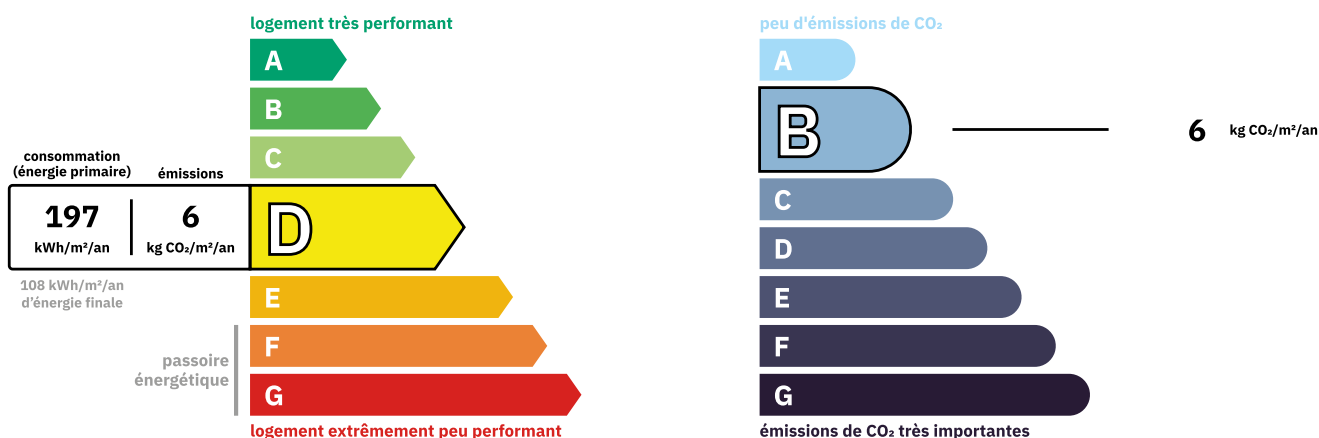 logement très performant
A
B
C
consommation
(énergie primaire)
émissions
197
6
kWh/m²/an
kg CO₂/m²/an
D
108 kWh/m²/an
d'énergie finale
E
passoire
énergétique
F
G
logement extrêmement peu performant
peu d'émissions de CO₂
A
B
6 kg CO₂/m²/an
C
D
E
F
G
émissions de CO₂ très importantes